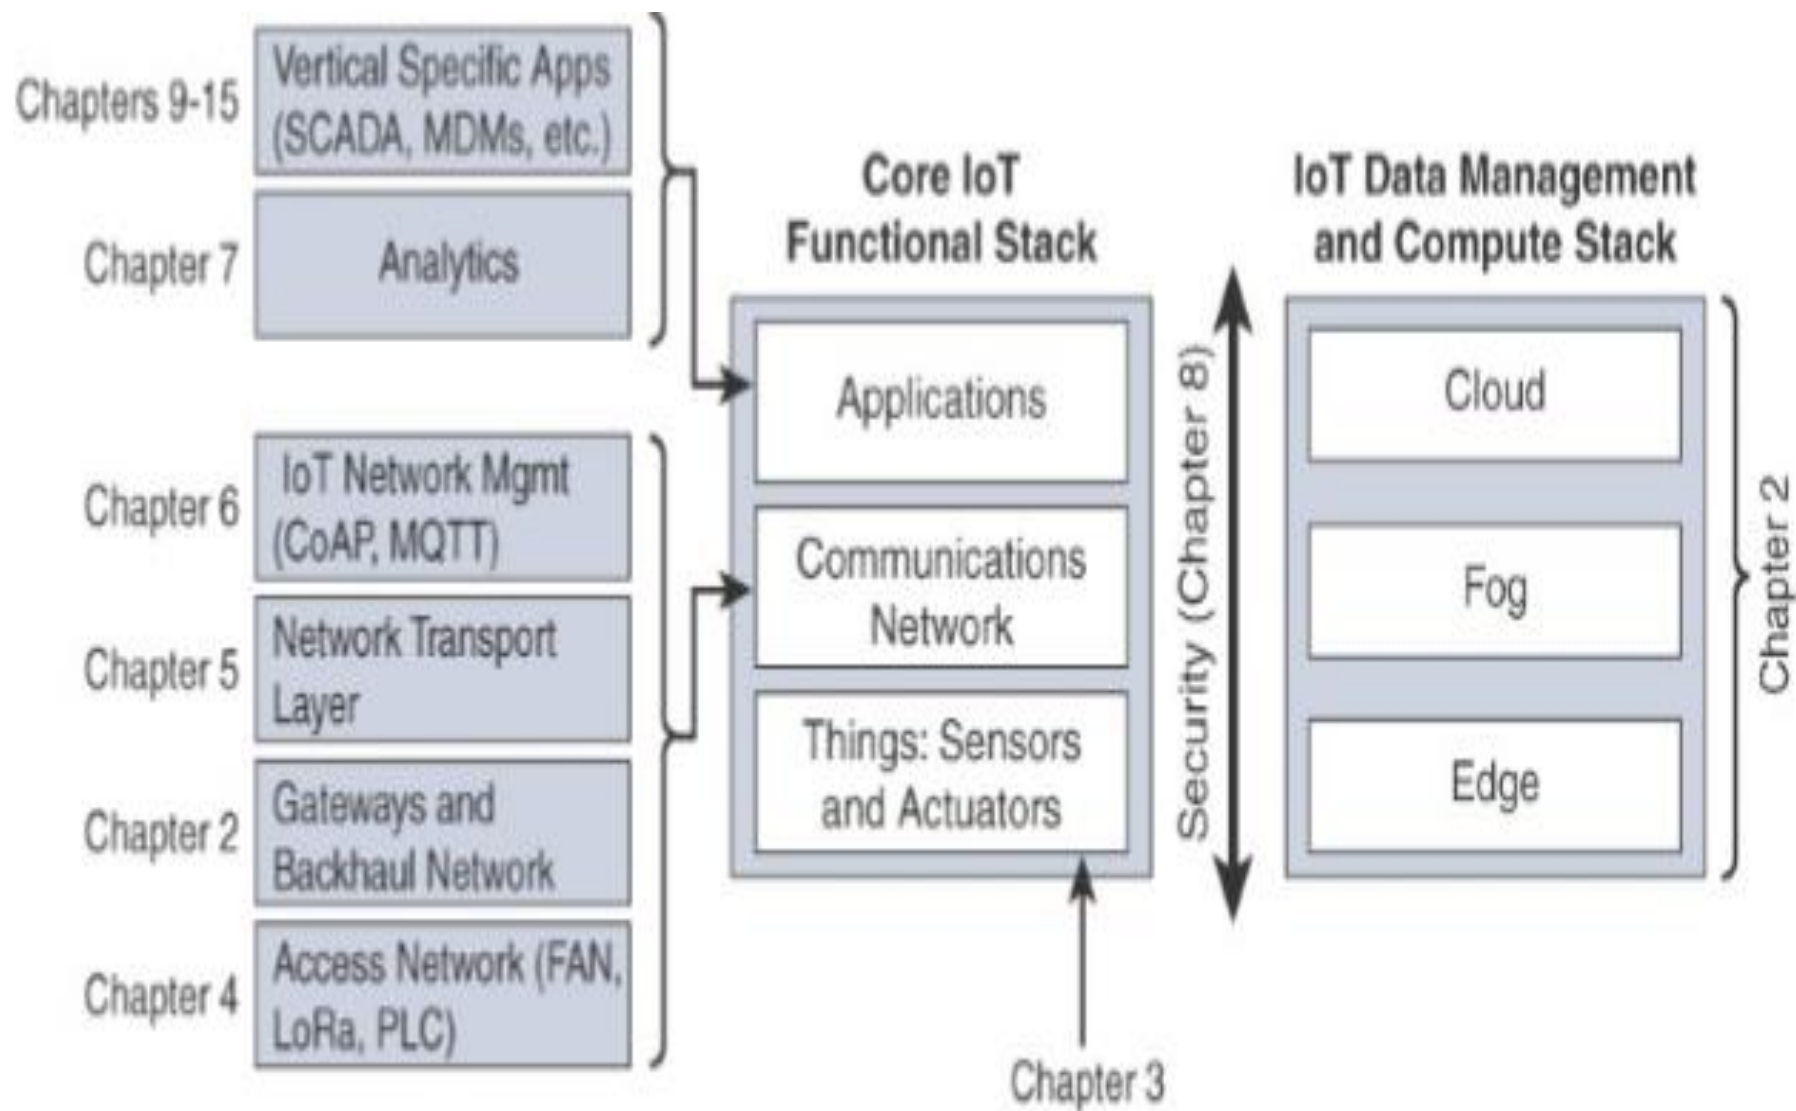 Chapters 9-15
Vertical Specific Apps
(SCADA, MDMs, etc.)
Chapter 7
Analytics
Chapter 6
IoT Network Mgmt
(CoAP, MQTT)
Chapter 5
Network Transport
Layer
Chapter 2
Gateways and
Backhaul Network
Chapter 4
Access Network (FAN,
LoRa, PLC)
Core IoT
Functional Stack
Applications
Communications
Network
Things: Sensors
and Actuators
Chapter 3
Security (Chapter 8)
IoT Data Management
and Compute Stack
Cloud
Fog
Edge
Chapter 2